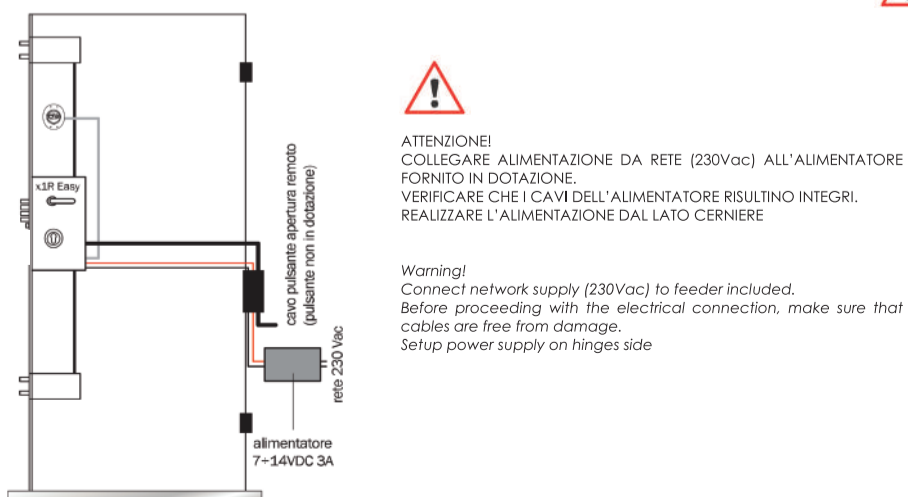 x1R Easy
cavo pulsante apertura remoto
(pulsante non in dotazione)
rete 230 Vac
alimentatore
7÷14VDC 3A
ATTENZIONE!
COLLEGARE ALIMENTAZIONE DA RETE (230Vac) ALL'ALIMENTATORE
FORNITO IN DOTAZIONE.
VERIFICARE CHE I CAVI DELL'ALIMENTATORE RISULTINO INTEGRI.
REALIZZARE L'ALIMENTAZIONE DAL LATO CERNIERE
Warning!
Connect network supply (230Vac) to feeder included.
Before proceeding with the electrical connection, make sure that
cables are free from damage.
Setup power supply on hinges side